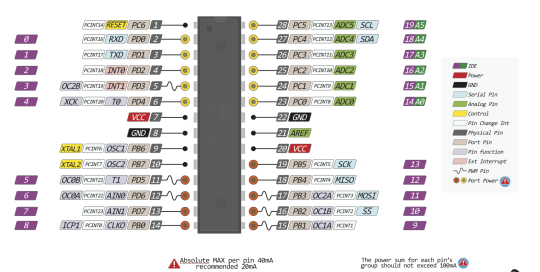 PCINT14 RESET PC6 1
0 PCINT16 RXD PD0 2
1 PCINT17 TXD PD1 3
2 PCINT18 INT0 PD2 4
3 OC2B PCINT19 INT1 PD3 5
4 XCK PCINT20 T0 PD4 6
VCC 7
GND 8
XTAL1 PCINT6 OSC1 PB6 9
XTAL2 PCINT7 OSC2 PB7 10
5 OC0B PCINT21 T1 PD5 11
6 OC0A PCINT22 AIN0 PD6 12
7 PCINT23 AIN1 PD7 13
8 ICP1 PCINT0 CLKO PB0 14
28 PC5 PCINT13 ADC5 SCL 19 A5
27 PC4 PCINT12 ADC4 SDA 18 A4
26 PC3 PCINT11 ADC3 17 A3
25 PC2 PCINT10 ADC2 16 A2
24 PC1 PCINT9 ADC1 15 A1
23 PC0 PCINT8 ADC0 14 A0
22 GND
21 AREF
20 VCC
19 PB5 PCINT5 SCK 13
18 PB4 PCINT4 MISO 12
17 PB3 OC2A PCINT3 MOSI 11
16 PB2 OC1B PCINT2 SS 10
15 PB1 OC1A PCINT1 9
IDE
Power
GND
Serial Pin
Analog Pin
Control
Pin Change Int
Physical Pin
Port Pin
Pin function
Ext Interrupt
PWM Pin
Port Power
Absolute MAX per pin 40mA
recommended 20mA
The power sum for each pin's
group should not exceed 100mA